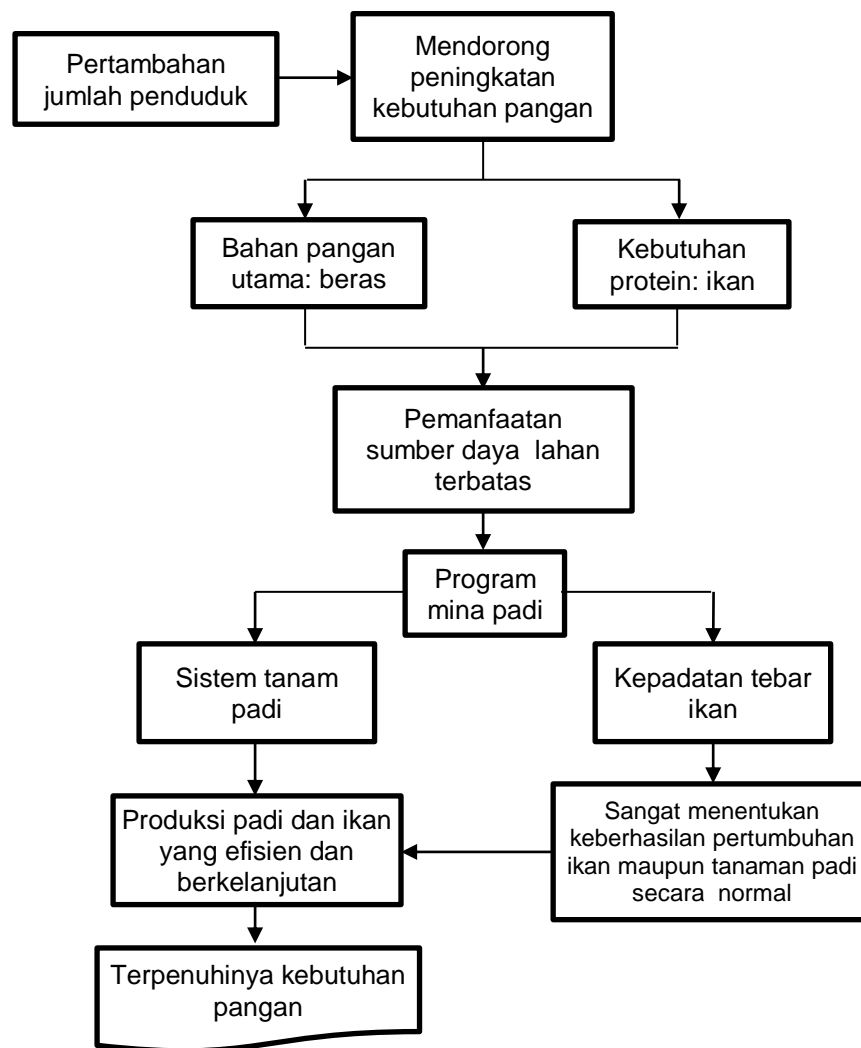 Pertambahan
jumlah penduduk
Mendorong
peningkatan
kebutuhan pangan
Bahan pangan
utama: beras
Kebutuhan
protein: ikan
Pemanfaatan
sumber daya lahan
terbatas
Program
mina padi
Sistem tanam
padi
Kepadatan tebar
ikan
Produksi padi dan ikan
yang efisien dan
berkelanjutan
Sangat menentukan
keberhasilan pertumbuhan
ikan maupun tanaman padi
secara normal
Terpenuhinya kebutuhan
pangan